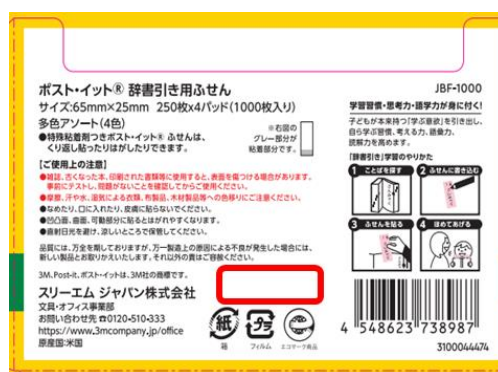 ポスト・イット® 辞書引き用ふせん
サイズ:65mm×25mm 250枚x4パッド(1000枚入り)
多色アソート(4色)
●特殊粘着剤つきポスト・イット® ふせんは、
くり返し貼ったりはがしたりできます。
※右図の
グレー部分が
粘着部分です。
【ご使用上の注意】
●雑誌、古くなった本、印刷された書類等に使用すると、表面を傷つける場合があります。
事前にテストし、問題がないことを確認してからご使用ください。
●摩擦、汗や水、湿気による衣類、布製品、木材製品等への色移りにご注意ください。
●なめたり、口に入れたり、皮膚に貼らないでください。
●凹凸面、曲面、可動部分に貼るとはがれやすくなります。
●直射日光を避け、涼しいところで保管してください。
品質には、万全を期しておりますが、万一製造上の原因による不良が発生した場合には、
新しい製品とお取りかえいたします。それ以外の責はご容赦ください。
3M、Post-it、ポスト・イットは、3M社の商標です。
スリーエム ジャパン株式会社
文具・オフィス事業部
お問い合わせ先 ☎0120-510-333
https://www.3mcompany.jp/office
原産国:米国
紙
箱
プラ
フィルム
エコマーク商品
JBF-1000
学習習慣・思考力・語学力が身に付く!
子どもが本来持つ「学ぶ意欲」を引き出し、
自ら学ぶ習慣、考える力、語彙力、
読解力を高めます。
「辞書引き」学習のやりかた
1 ことばを探す
2 ふせんに書き込む
3 ふせんを貼る
4 ほめてあげる
4 548623 738987
3100044474